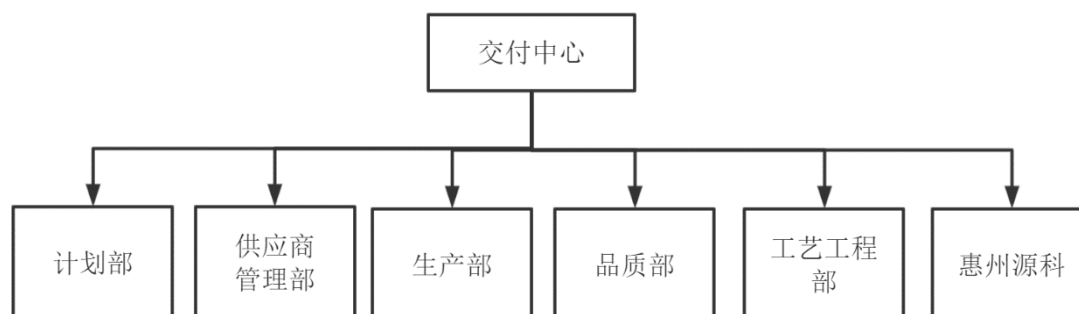 交付中心
计划部
供应商
管理部
生产部
品质部
工艺工程
部
惠州源科